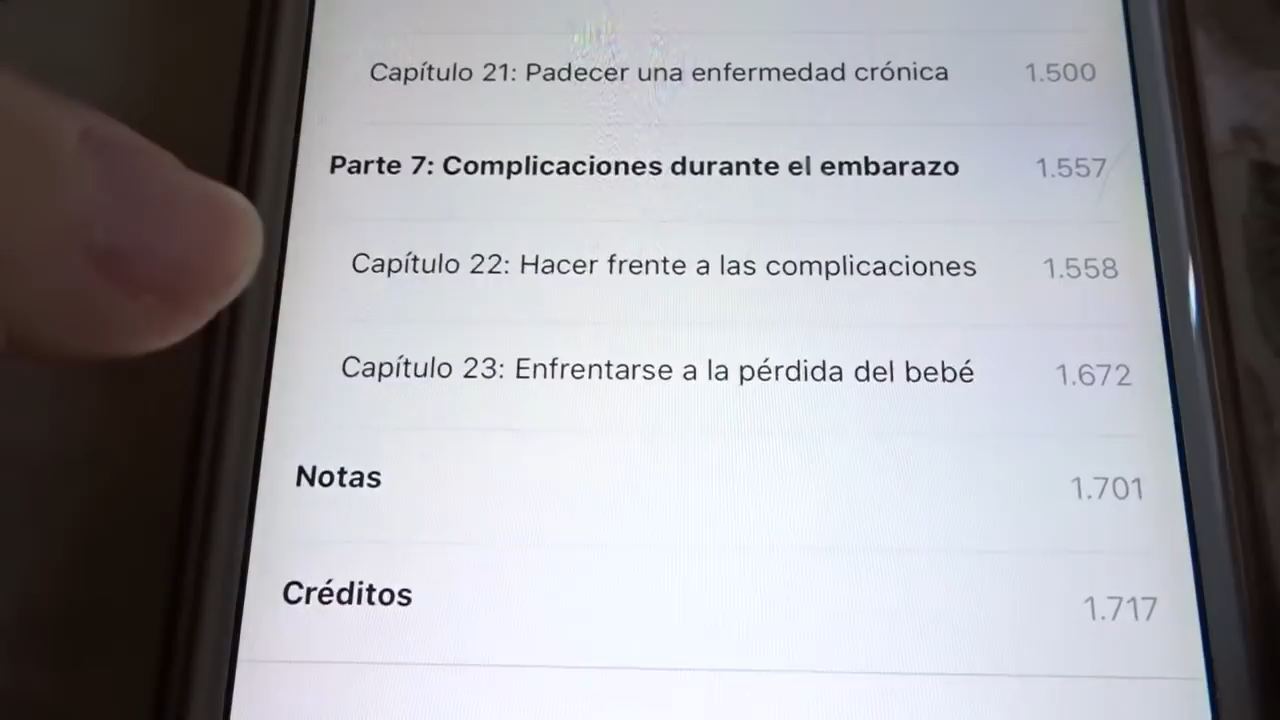 Capítulo 21: Padecer una enfermedad crónica 1.500
Parte 7: Complicaciones durante el embarazo 1.557
Capítulo 22: Hacer frente a las complicaciones 1.558
Capítulo 23: Enfrentarse a la pérdida del bebé 1.672
Notas 1.701
Créditos 1.717